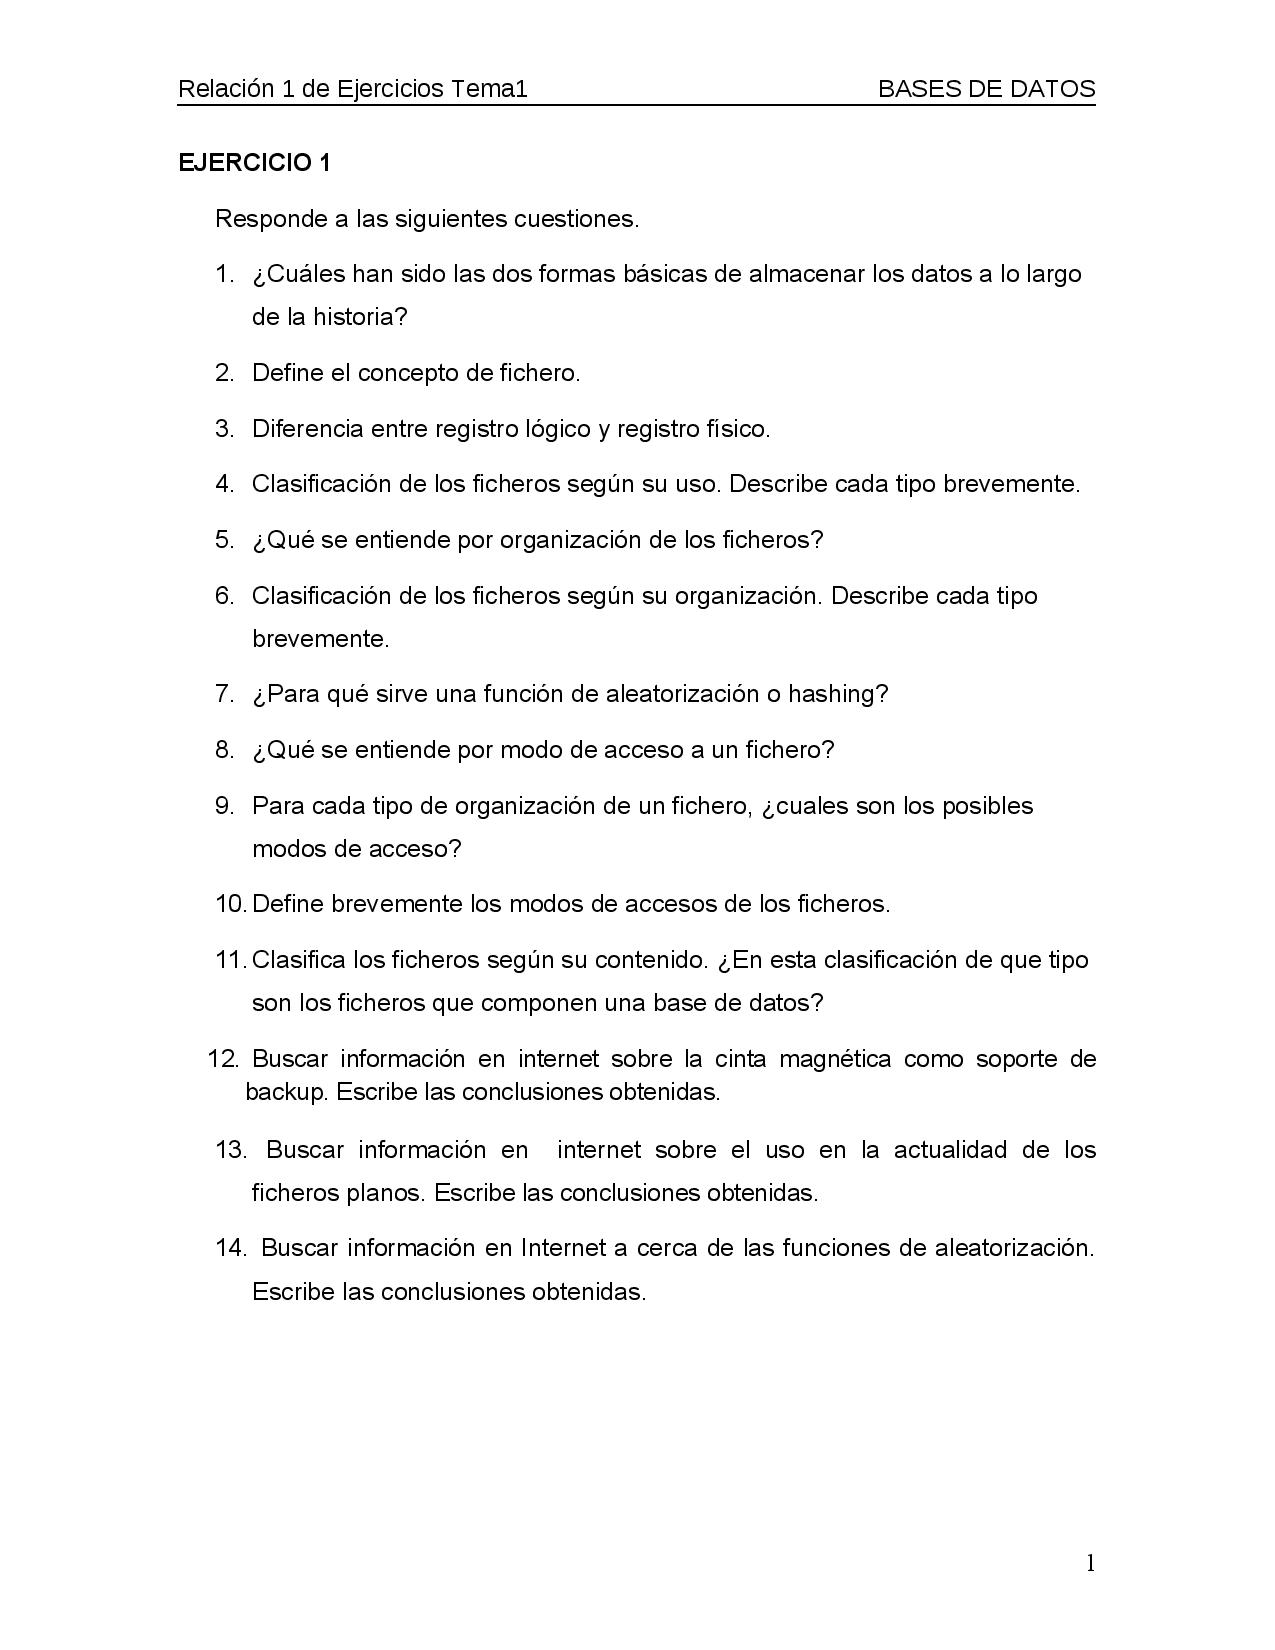 Relación 1 de Ejercicios Tema1 BASES DE DATOS
EJERCICIO 1
Responde a las siguientes cuestiones.
1. ¿Cuáles han sido las dos formas básicas de almacenar los datos a lo largo
de la historia?
2. Define el concepto de fichero.
3. Diferencia entre registro lógico y registro físico.
4. Clasificación de los ficheros según su uso. Describe cada tipo brevemente.
5. ¿Qué se entiende por organización de los ficheros?
6. Clasificación de los ficheros según su organización. Describe cada tipo
brevemente.
7. ¿Para qué sirve una función de aleatorización o hashing?
8. ¿Qué se entiende por modo de acceso a un fichero?
9. Para cada tipo de organización de un fichero, ¿cuales son los posibles
modos de acceso?
10. Define brevemente los modos de accesos de los ficheros.
11. Clasifica los ficheros según su contenido. ¿En esta clasificación de que tipo
son los ficheros que componen una base de datos?
12. Buscar información en internet sobre la cinta magnética como soporte de
backup. Escribe las conclusiones obtenidas.
13. Buscar información en internet sobre el uso en la actualidad de los
ficheros planos. Escribe las conclusiones obtenidas.
14. Buscar información en Internet a cerca de las funciones de aleatorización.
Escribe las conclusiones obtenidas.
1